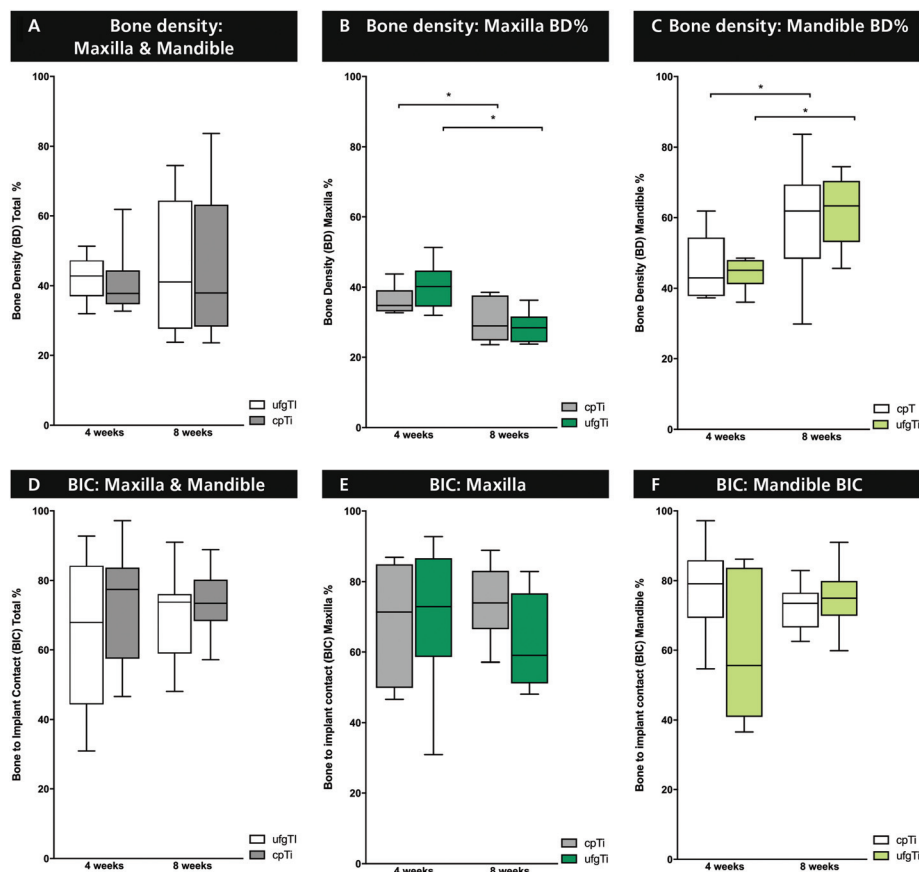 A Bone density:
Maxilla & Mandible
100
80
60
40
20
0
Bone Density (BD) Total %
4 weeks
8 weeks
ufgTI
cpTi
B Bone density: Maxilla BD%
100
80
60
40
20
0
Bone Density (BD) Maxilla %
*
*
4 weeks
8 weeks
cpTi
ufgTi
C Bone density: Mandible BD%
100
80
60
40
20
0
Bone Density (BD) Mandible %
*
*
4 weeks
8 weeks
cpT
ufgTi
D BIC: Maxilla & Mandible
100
80
60
40
20
0
Bone to Implant Contact (BIC) Total %
4 weeks
8 weeks
ufgTI
cpTi
E BIC: Maxilla
100
80
60
40
20
0
Bone to implant contact (BIC) Maxilla %
4 weeks
8 weeks
cpTi
ufgTi
F BIC: Mandible BIC
100
80
60
40
20
0
Bone to implant contact (BIC) Mandible %
4 weeks
8 weeks
cpTi
ufgTi